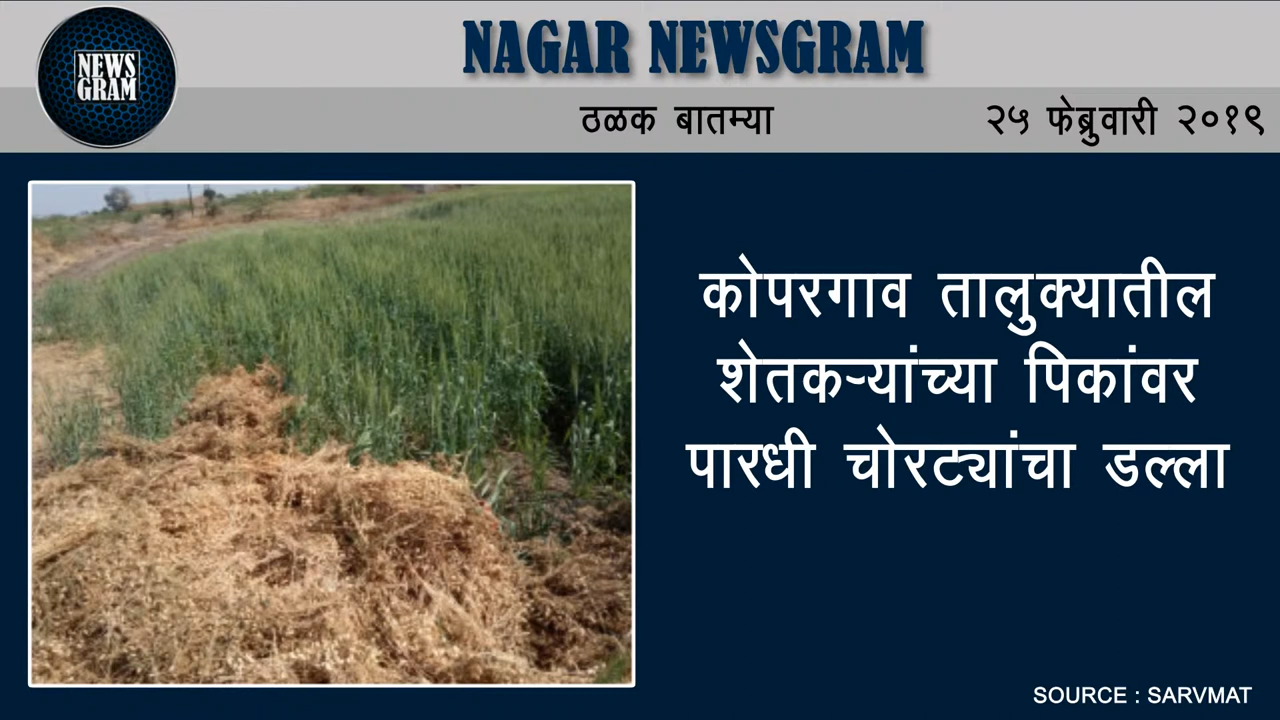 NEWS
GRAM
NAGAR NEWSGRAM
ठळक बातम्या
२५ फेब्रुवारी २०१९
कोपरगाव तालुक्यातील
शेतकऱ्यांच्या पिकांवर
पारधी चोरट्यांचा डल्ला
SOURCE : SARVMAT